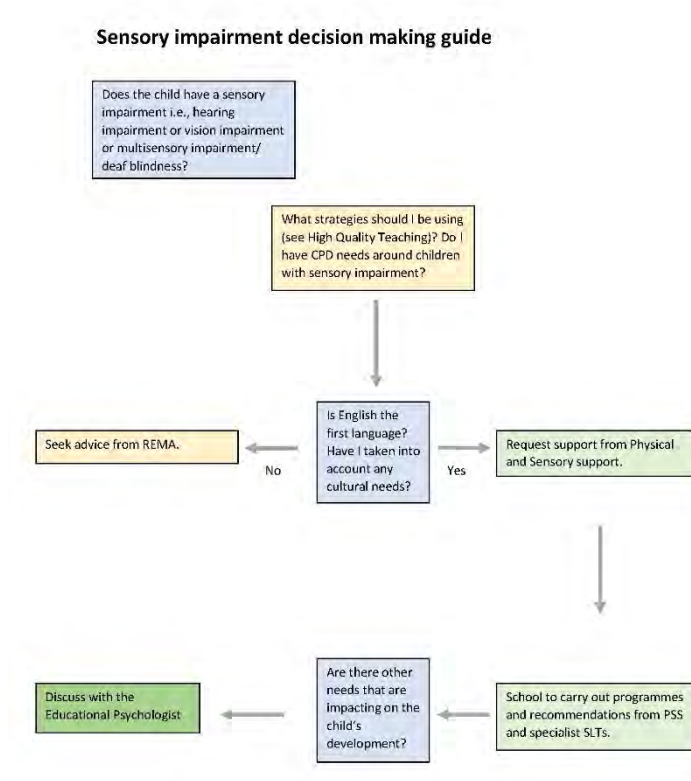 Sensory impairment decision making guide
Does the child have a sensory
impairment i.e., hearing
impairment or vision impairment
or multisensory impairment/
deaf blindness?
What strategies should I be using
(see High Quality Teaching)? Do I
have CPD needs around children
with sensory impairment?
Is English the
first language?
Have I taken into
account any
cultural needs?
Seek advice from REMA.
No
Yes
Request support from Physical
and Sensory support.
Discuss with the
Educational Psychologist
Are there other
needs that are
impacting on the
child's
development?
School to carry out programmes
and recommendations from PSS
and specialist SLTs.